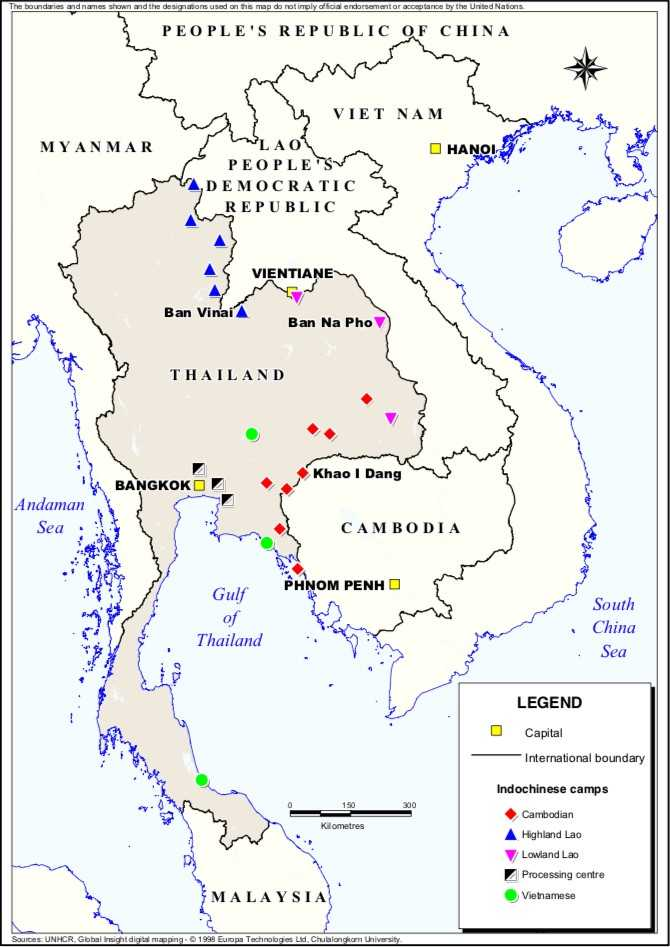 The boundaries and names shown and the designations used on this map do not imply official endorsement or acceptance by the United Nations.
PEOPLE'S REPUBLIC OF CHINA
VIET NAM
MYANMAR
HANOI
LAO
PEOPLE'S
DEMOCRATIC
REPUBLIC
VIENTIANE
Ban Vinai
Ban Na Pho
THAILAND
Khao I Dang
BANGKOK
Andaman
Sea
CAMBODIA
PHNOM PENH
Gulf
of
Thailand
South
China
Sea
LEGEND
Capital
International boundary
Indochinese camps
Cambodian
Highland Lao
Lowland Lao
Processing centre
Vietnamese
0 150 300
Kilometres
MALAYSIA
Sources: UNHCR, Global Insight digital mapping - © 1998 Europa Technologies Ltd, Chulalongkorn University.